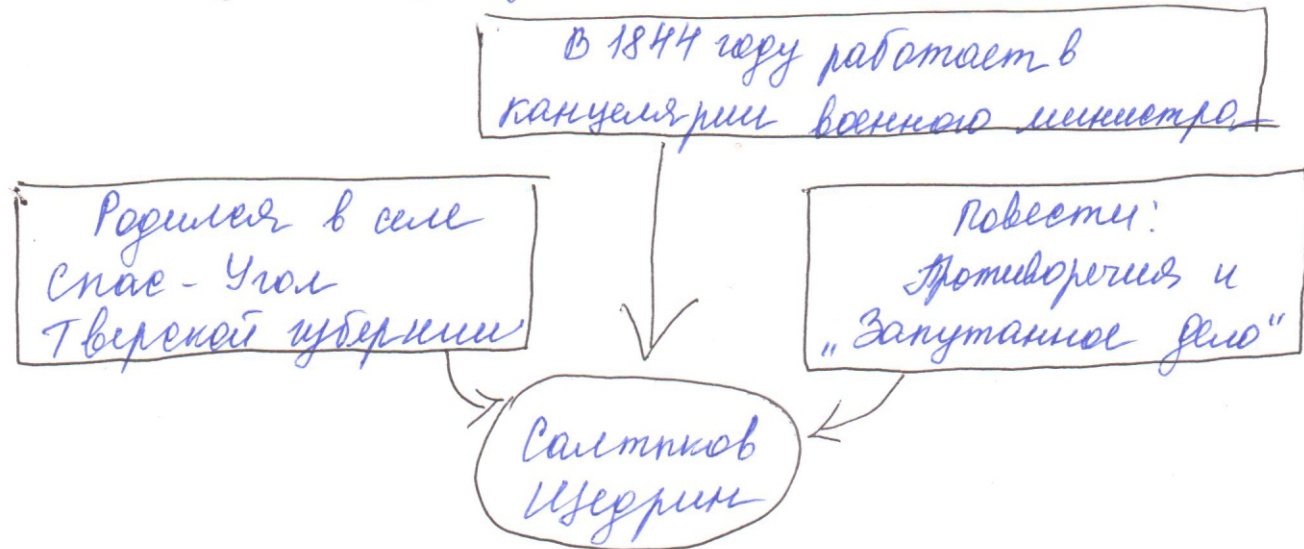 В 1844 году работает в
канцелярии военного министра
Родился в селе
Спас - Угол
Тверской губернии
Повести:
Противоречия и
„Запутанное дело“
Салтыков
Щедрин